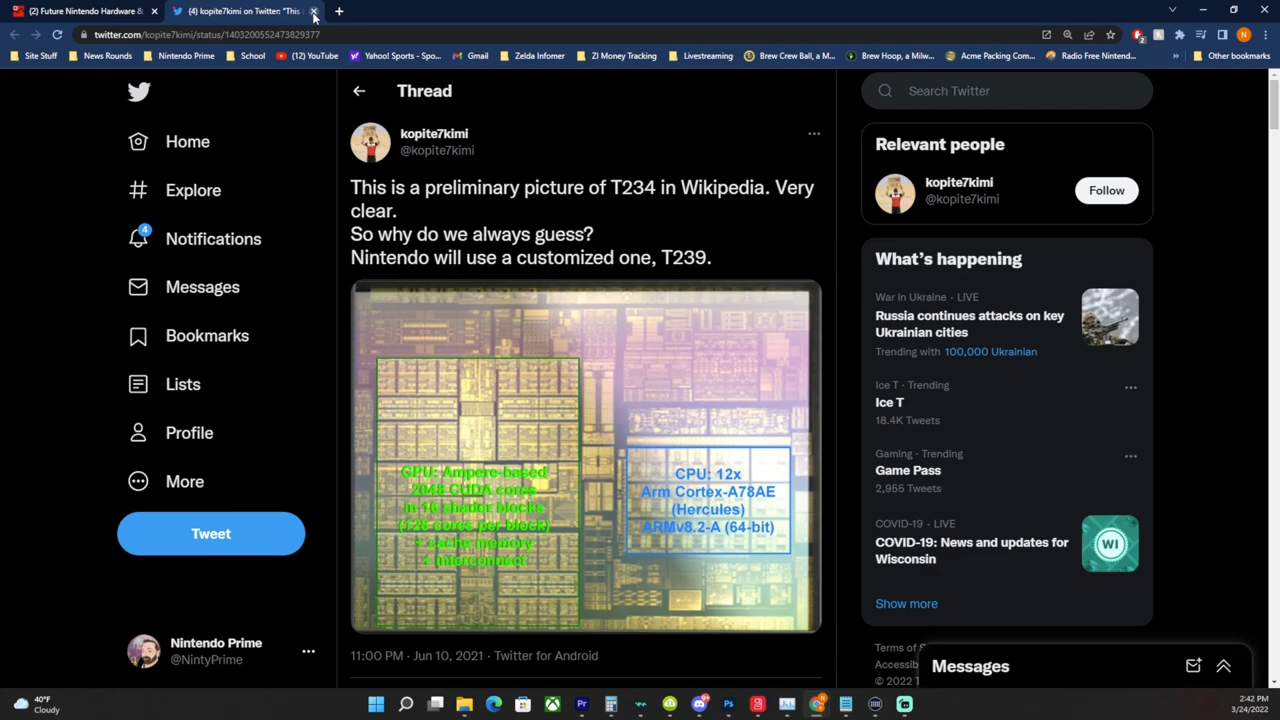 (2) Future Nintendo Hardware &
(4) kopite7kimi on Twitter: "This
twitter.com/kopite7kimi/status/1403200552473829377
Site Stuff
News Rounds
Nintendo Prime
School
(12) YouTube
Yahoo! Sports - Spo...
Gmail
Zelda Infomer
ZI Money Tracking
Livestreaming
Brew Crew Ball, a M...
Brew Hoop, a Milw...
Acme Packing Com...
Radio Free Nintend...
»
Other bookmarks
Home
Explore
4
Notifications
Messages
Bookmarks
Lists
Profile
More
Tweet
Nintendo Prime
@NintyPrime
Thread
kopite7kimi
@kopite7kimi
This is a preliminary picture of T234 in Wikipedia. Very
clear.
So why do we always guess?
Nintendo will use a customized one, T239.
GPU: Ampere-based
2048 CUDA cores
in 16 shader blocks
(128 cores per block)
+ cache memory
+ interconnect
CPU: 12x
Arm Cortex-A78AE
(Hercules)
ARMv8.2-A (64-bit)
11:00 PM · Jun 10, 2021 · Twitter for Android
Search Twitter
Relevant people
kopite7kimi
@kopite7kimi
Follow
What's happening
War in Ukraine · LIVE
Russia continues attacks on key
Ukrainian cities
Trending with 100,000 Ukrainian
Ice T · Trending
Ice T
18.4K Tweets
Gaming · Trending
Game Pass
2,955 Tweets
COVID-19 · LIVE
COVID-19: News and updates for
Wisconsin
WI
Show more
Terms of S
Accessib
© 2022 T
Messages
40°F
Cloudy
2:42 PM
3/24/2022